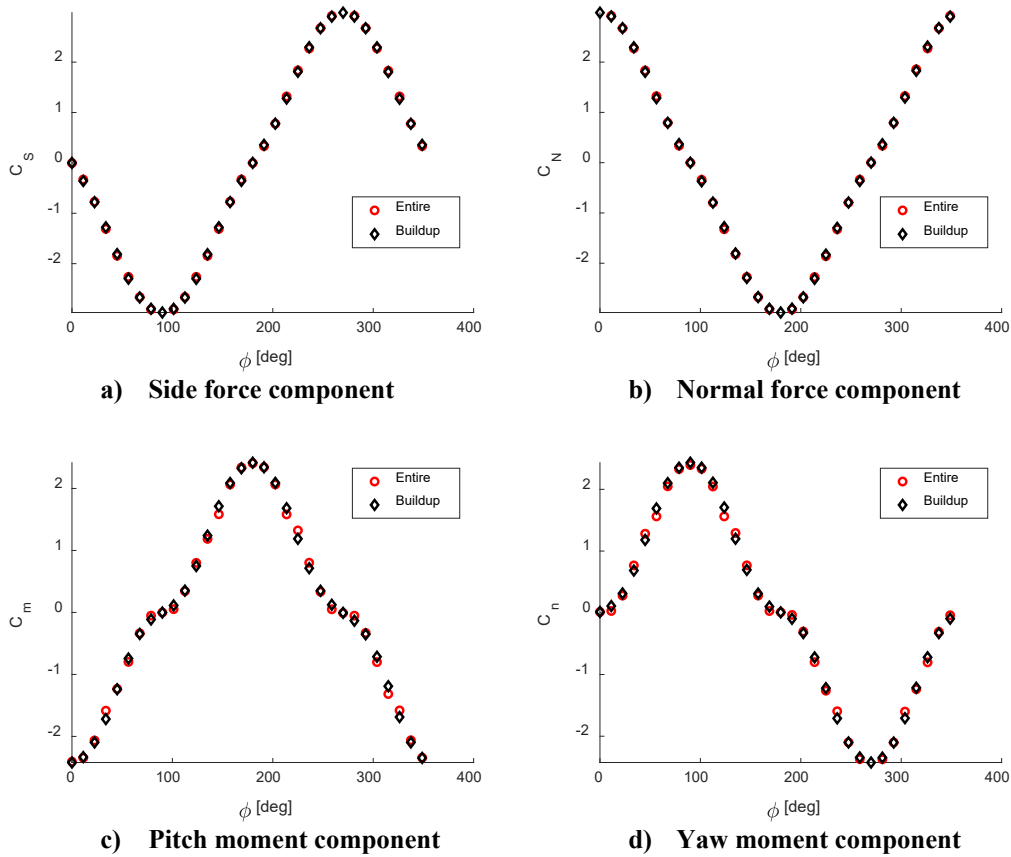 2
1
0
-1
-2
C_S
Entire
Buildup
0 100 200 300 400
ϕ [deg]
a) Side force component
2
1
0
-1
-2
C_N
Entire
Buildup
0 100 200 300 400
ϕ [deg]
b) Normal force component
2
1
0
-1
-2
C_m
Entire
Buildup
0 100 200 300 400
ϕ [deg]
c) Pitch moment component
2
1
0
-1
-2
C_n
Entire
Buildup
0 100 200 300 400
ϕ [deg]
d) Yaw moment component